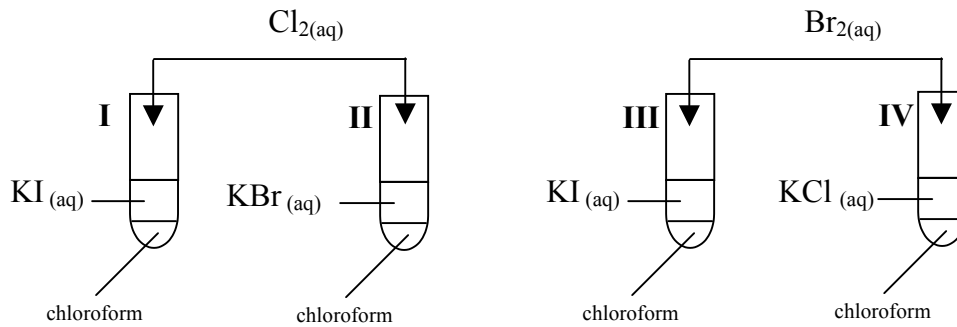 Cl2(aq) Br2(aq)
I II III IV
KI (aq) KBr (aq) KI (aq) KCl (aq)
chloroform chloroform chloroform chloroform